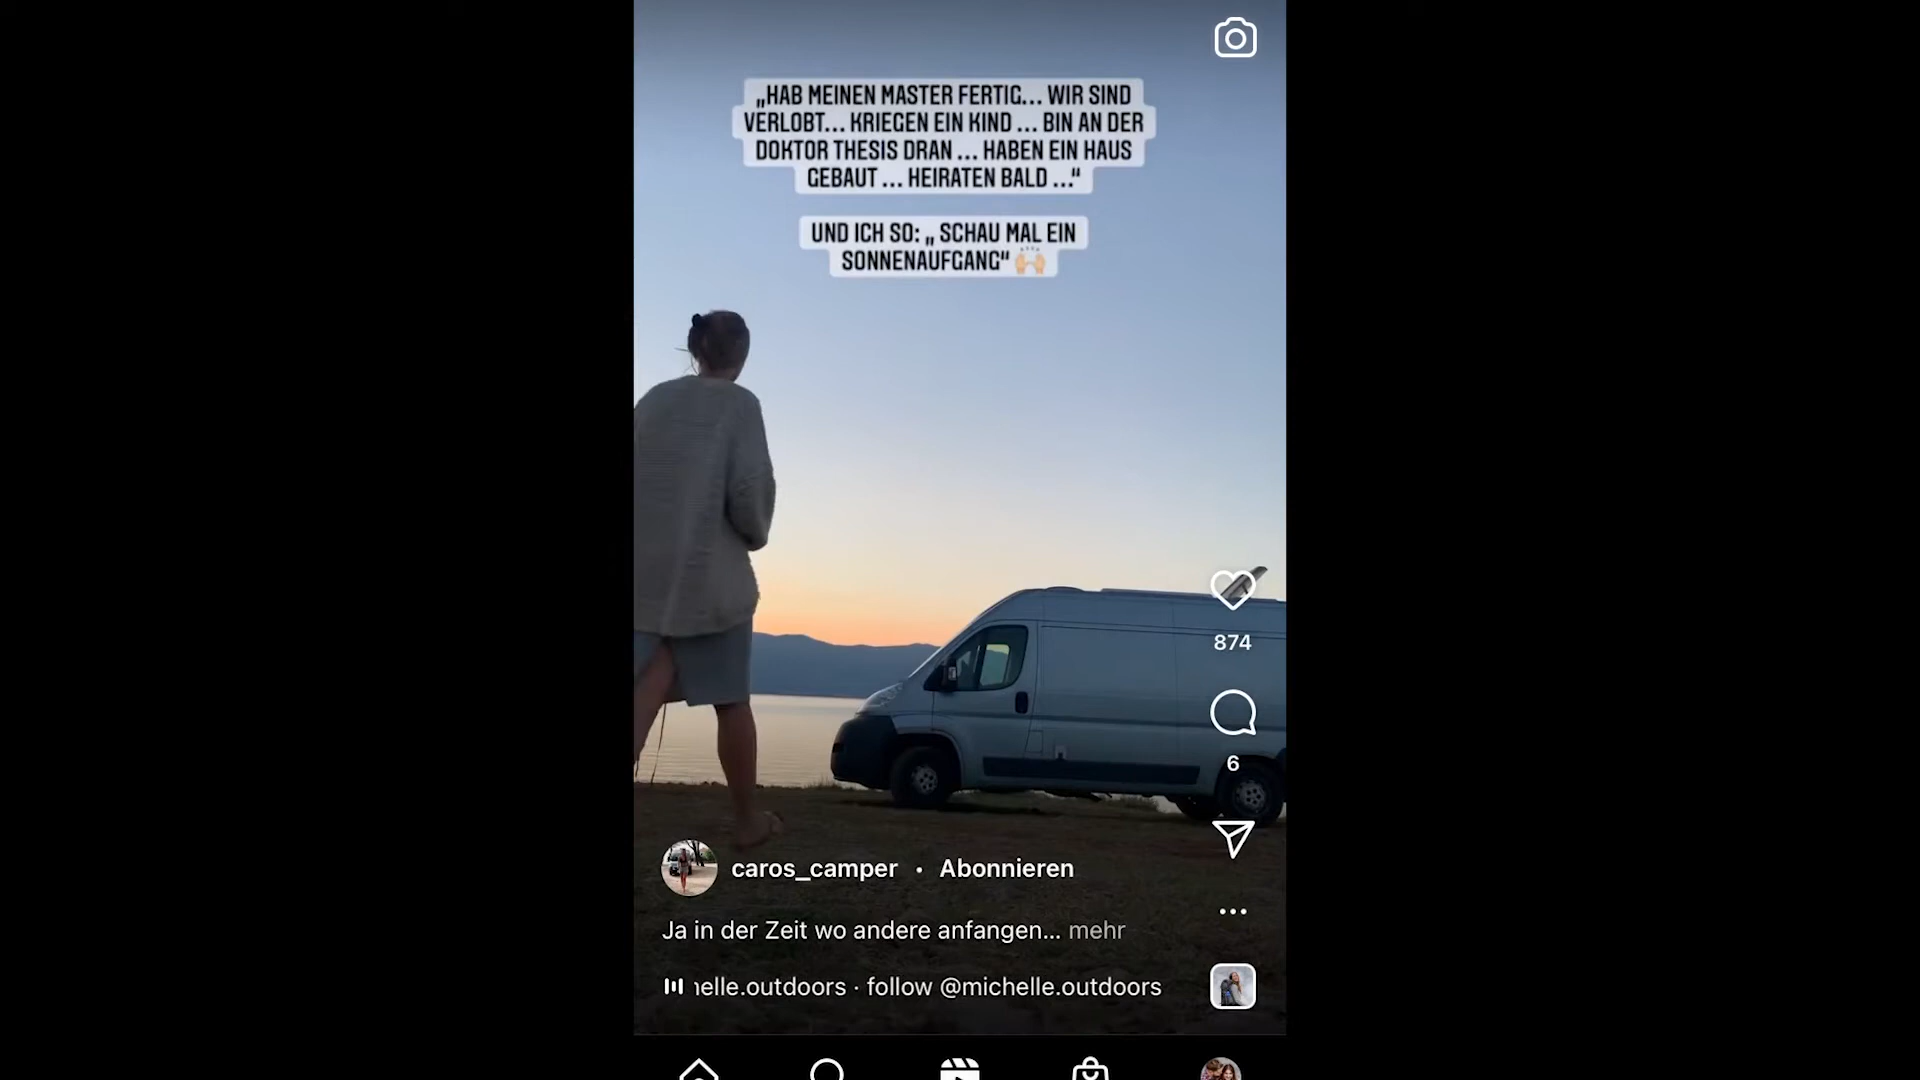 „HAB MEINEN MASTER FERTIG... WIR SIND
VERLOBT... KRIEGEN EIN KIND ... BIN AN DER
DOKTOR THESIS DRAN ... HABEN EIN HAUS
GEBAUT ... HEIRATEN BALD ...“
UND ICH SO: „ SCHAU MAL EIN
SONNENAUFGANG“ 🙌🏻
874
6
caros_camper • Abonnieren
Ja in der Zeit wo andere anfangen... mehr
elle.outdoors · follow @michelle.outdoors